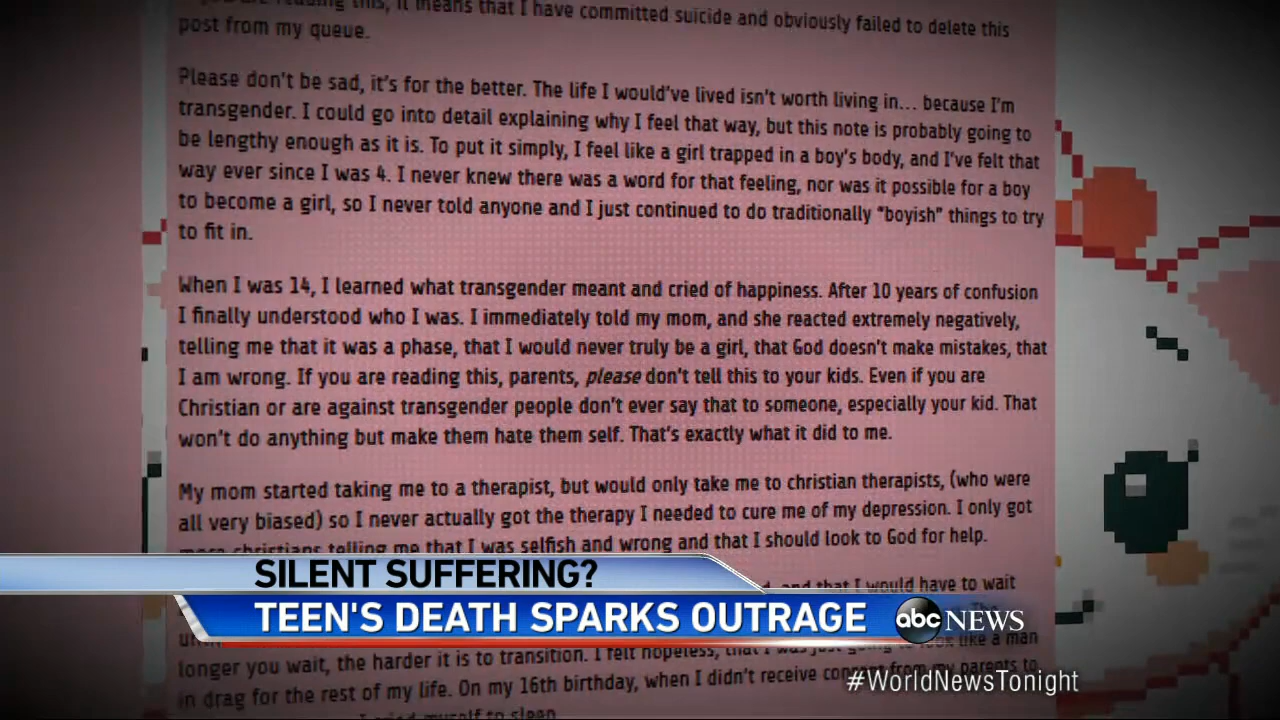 reading this, it means that I have committed suicide and obviously failed to delete this
post from my queue.
Please don't be sad, it's for the better. The life I would've lived isn't worth living in... because I'm
transgender. I could go into detail explaining why I feel that way, but this note is probably going to
be lengthy enough as it is. To put it simply, I feel like a girl trapped in a boy's body, and I've felt that
way ever since I was 4. I never knew there was a word for that feeling, nor was it possible for a boy
to become a girl, so I never told anyone and I just continued to do traditionally "boyish" things to try
to fit in.
When I was 14, I learned what transgender meant and cried of happiness. After 10 years of confusion
I finally understood who I was. I immediately told my mom, and she reacted extremely negatively,
telling me that it was a phase, that I would never truly be a girl, that God doesn't make mistakes, that
I am wrong. If you are reading this, parents, please don't tell this to your kids. Even if you are
Christian or are against transgender people don't ever say that to someone, especially your kid. That
won't do anything but make them hate them self. That's exactly what it did to me.
My mom started taking me to a therapist, but would only take me to christian therapists, (who were
all very biased) so I never actually got the therapy I needed to cure me of my depression. I only got
more christians telling me that I was selfish and wrong and that I should look to God for help.
and that I would have to wait
like a man
longer you wait, the harder it is to transition. I felt hopeless, that I was just going to look
in drag for the rest of my life. On my 16th birthday, when I didn't receive consent from my parents to
I cried myself to sleep
SILENT SUFFERING?
TEEN'S DEATH SPARKS OUTRAGE
abc NEWS
#WorldNewsTonight